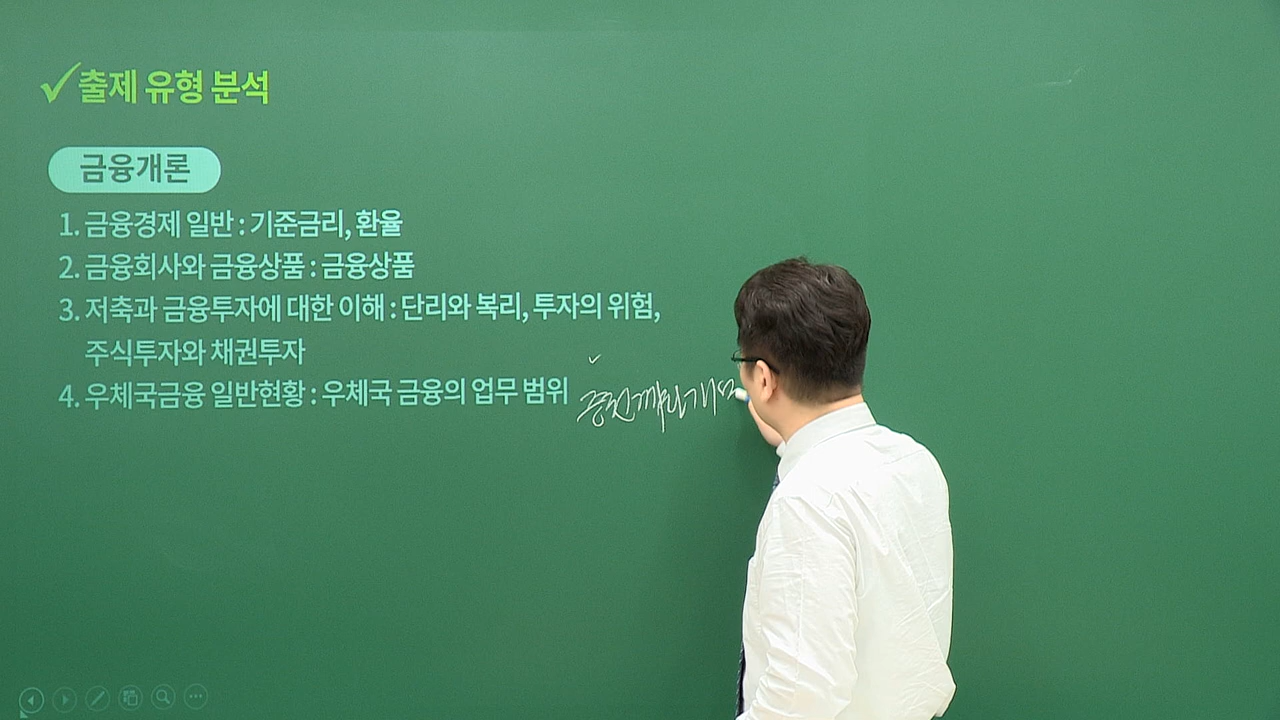 출제 유형 분석
금융개론
1. 금융경제 일반 : 기준금리, 환율
2. 금융회사와 금융상품 : 금융상품
3. 저축과 금융투자에 대한 이해 : 단리와 복리, 투자의 위험,
주식투자와 채권투자
4. 우체국금융 일반현황 : 우체국 금융의 업무 범위